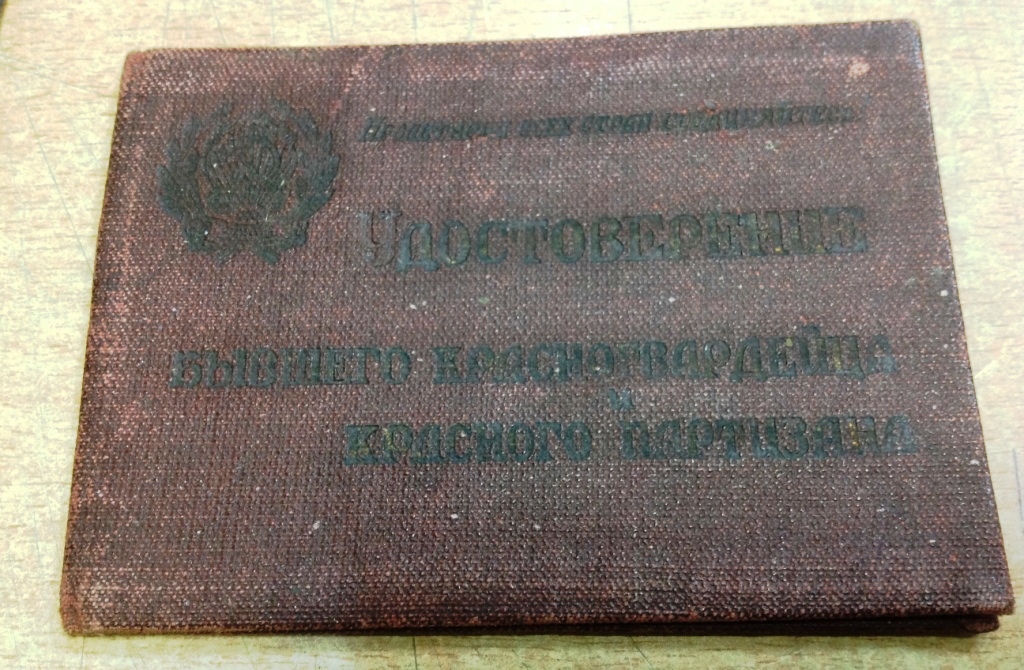 Пролетарии всех стран соединяйтесь!
Удостоверение
бывшего красногвардейца
и
красного партизана